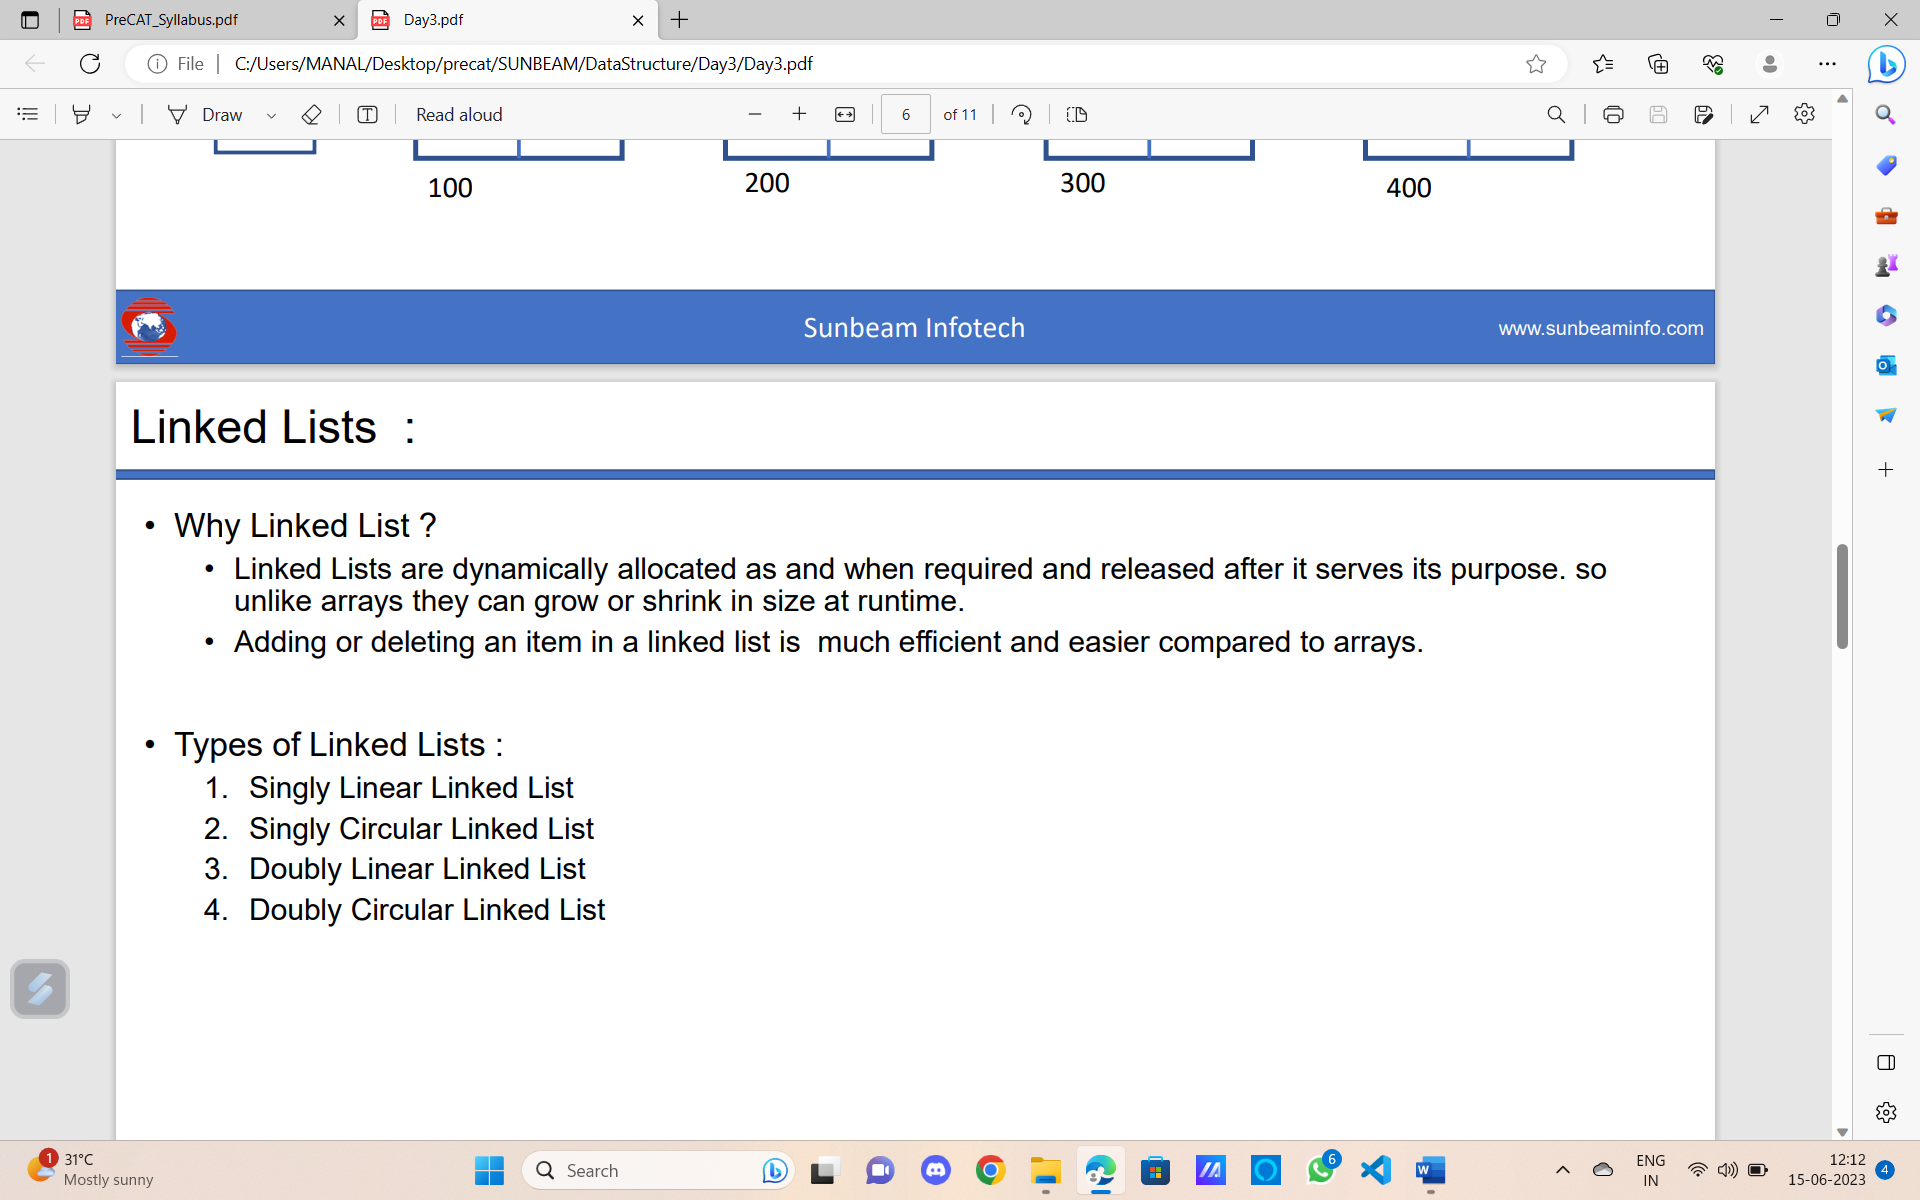 PreCAT_Syllabus.pdf
Day3.pdf
File
C:/Users/MANAL/Desktop/precat/SUNBEAM/DataStructure/Day3/Day3.pdf
Draw
Read aloud
6 of 11
100 200 300 400
Sunbeam Infotech
www.sunbeaminfo.com
Linked Lists :
• Why Linked List ?
• Linked Lists are dynamically allocated as and when required and released after it serves its purpose. so
unlike arrays they can grow or shrink in size at runtime.
• Adding or deleting an item in a linked list is much efficient and easier compared to arrays.
• Types of Linked Lists :
1. Singly Linear Linked List
2. Singly Circular Linked List
3. Doubly Linear Linked List
4. Doubly Circular Linked List
1
31°C
Mostly sunny
Search
6
ENG
IN
12:12
15-06-2023
4